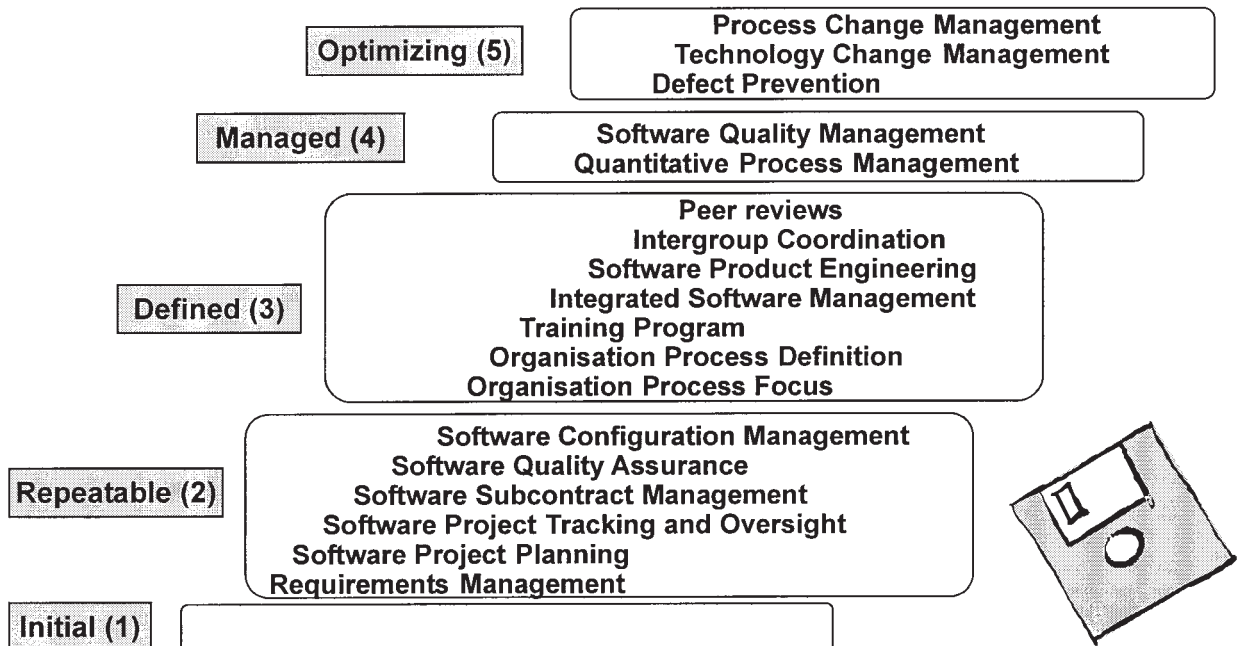 Optimizing (5)
Process Change Management
Technology Change Management
Defect Prevention
Managed (4)
Software Quality Management
Quantitative Process Management
Defined (3)
Peer reviews
Intergroup Coordination
Software Product Engineering
Integrated Software Management
Training Program
Organisation Process Definition
Organisation Process Focus
Repeatable (2)
Software Configuration Management
Software Quality Assurance
Software Subcontract Management
Software Project Tracking and Oversight
Software Project Planning
Requirements Management
Initial (1)